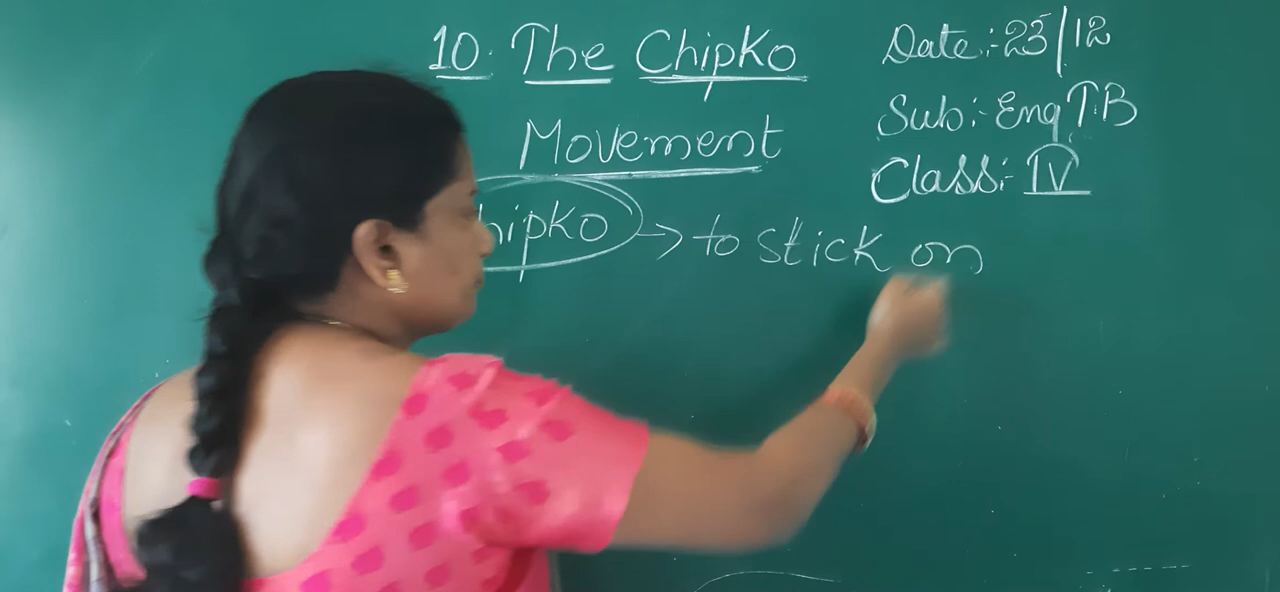 10. The Chipko
Movement
Date:- 23/12
Sub:- Eng T.B
Class:- IV
hipko → to stick on